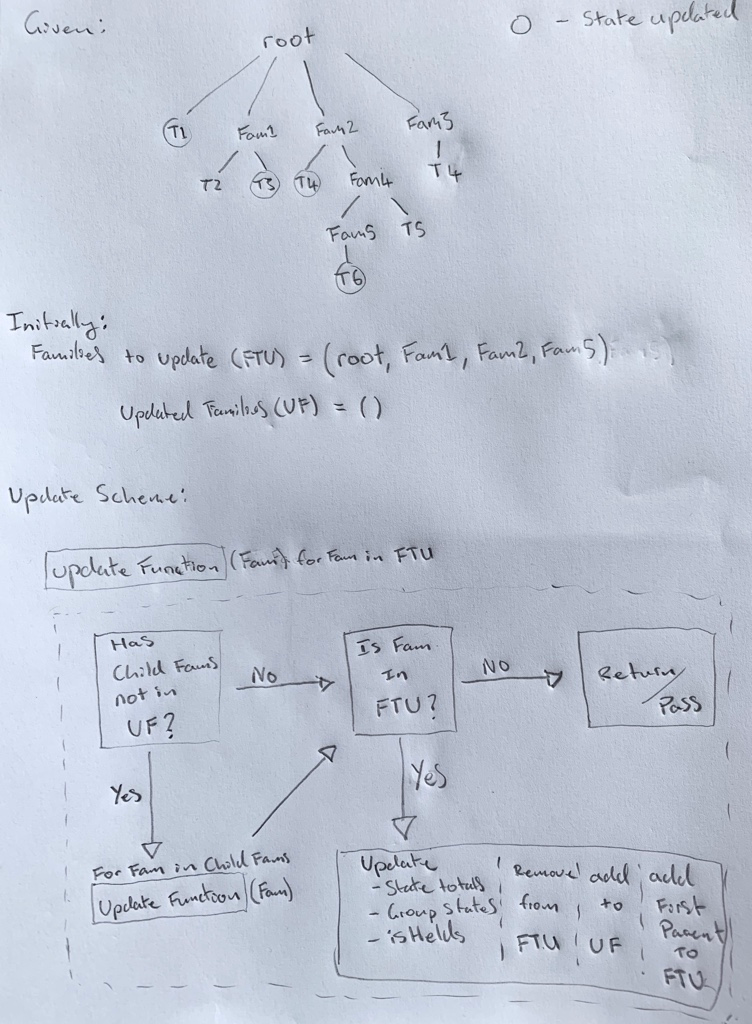 Given:
O - State updated
root
T1 Fam1 Fam2 Fam3
T2 T3 T4 Fam4 T4
Fam5 T5
T6
Initially:
Families to update (FTU) = (root, Fam1, Fam2, Fam5)
Updated Families (UF) = ()
Update Scheme:
Update Function (Fam) for Fam in FTU
Has
Child Fams
not in
UF?
NO
Is Fam
In
FTU?
NO
Return/
Pass
Yes
Yes
For Fam in Child Fams
Update Function (Fam)
Update
- State totals
- Group States
- isHelds
Remove
from
FTU
add
to
UF
add
First
Parent
To
FTU